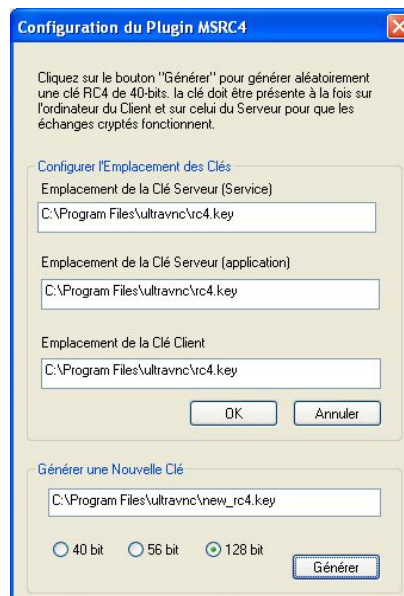 Configuration du Plugin MSRC4
Cliquez sur le bouton "Générer" pour générer aléatoirement
une clé RC4 de 40-bits. la clé doit être présente à la fois sur
l'ordinateur du Client et sur celui du Serveur pour que les
échanges cryptés fonctionnent.
Configurer l'Emplacement des Clés
Emplacement de la Clé Serveur (Service)
C:\Program Files\ultravnc\rc4.key
Emplacement de la Clé Serveur (application)
C:\Program Files\ultravnc\rc4.key
Emplacement de la Clé Client
C:\Program Files\ultravnc\rc4.key
OK Annuler
Générer une Nouvelle Clé
C:\Program Files\ultravnc\new_rc4.key
40 bit 56 bit 128 bit
Générer